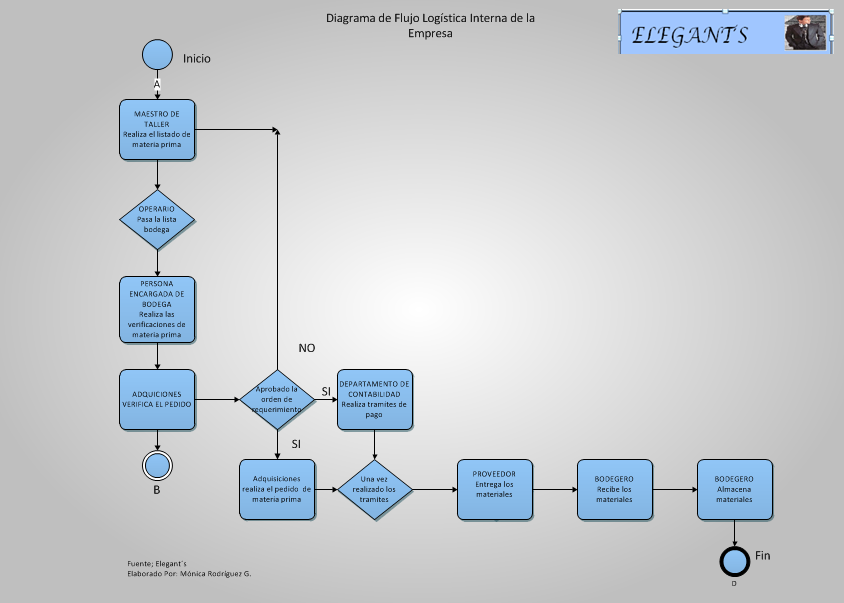 Diagrama de Flujo Logística Interna de la
Empresa
ELEGANTS
Inicio
A
MAESTRO DE
TALLER
Realiza el listado de
materia prima
OPERARIO
Pasa la lista
bodega
PERSONA
ENCARGADA DE
BODEGA
Realiza las
verificaciones de
materia prima
NO
ADQUICIONES
VERIFICA EL PEDIDO
Aprobado la
orden de
requerimiento
SI
DEPARTAMENTO DE
CONTABILIDAD
Realiza tramites de
pago
SI
B
Adquisiciones
realiza el pedido de
materia prima
Una vez
realizado los
tramites
PROVEEDOR
Entrega los
materiales
BODEGERO
Recibe los
materiales
BODEGERO
Almacena
materiales
Fin
D
Fuente; Elegant´s
Elaborado Por: Mónica Rodríguez G.